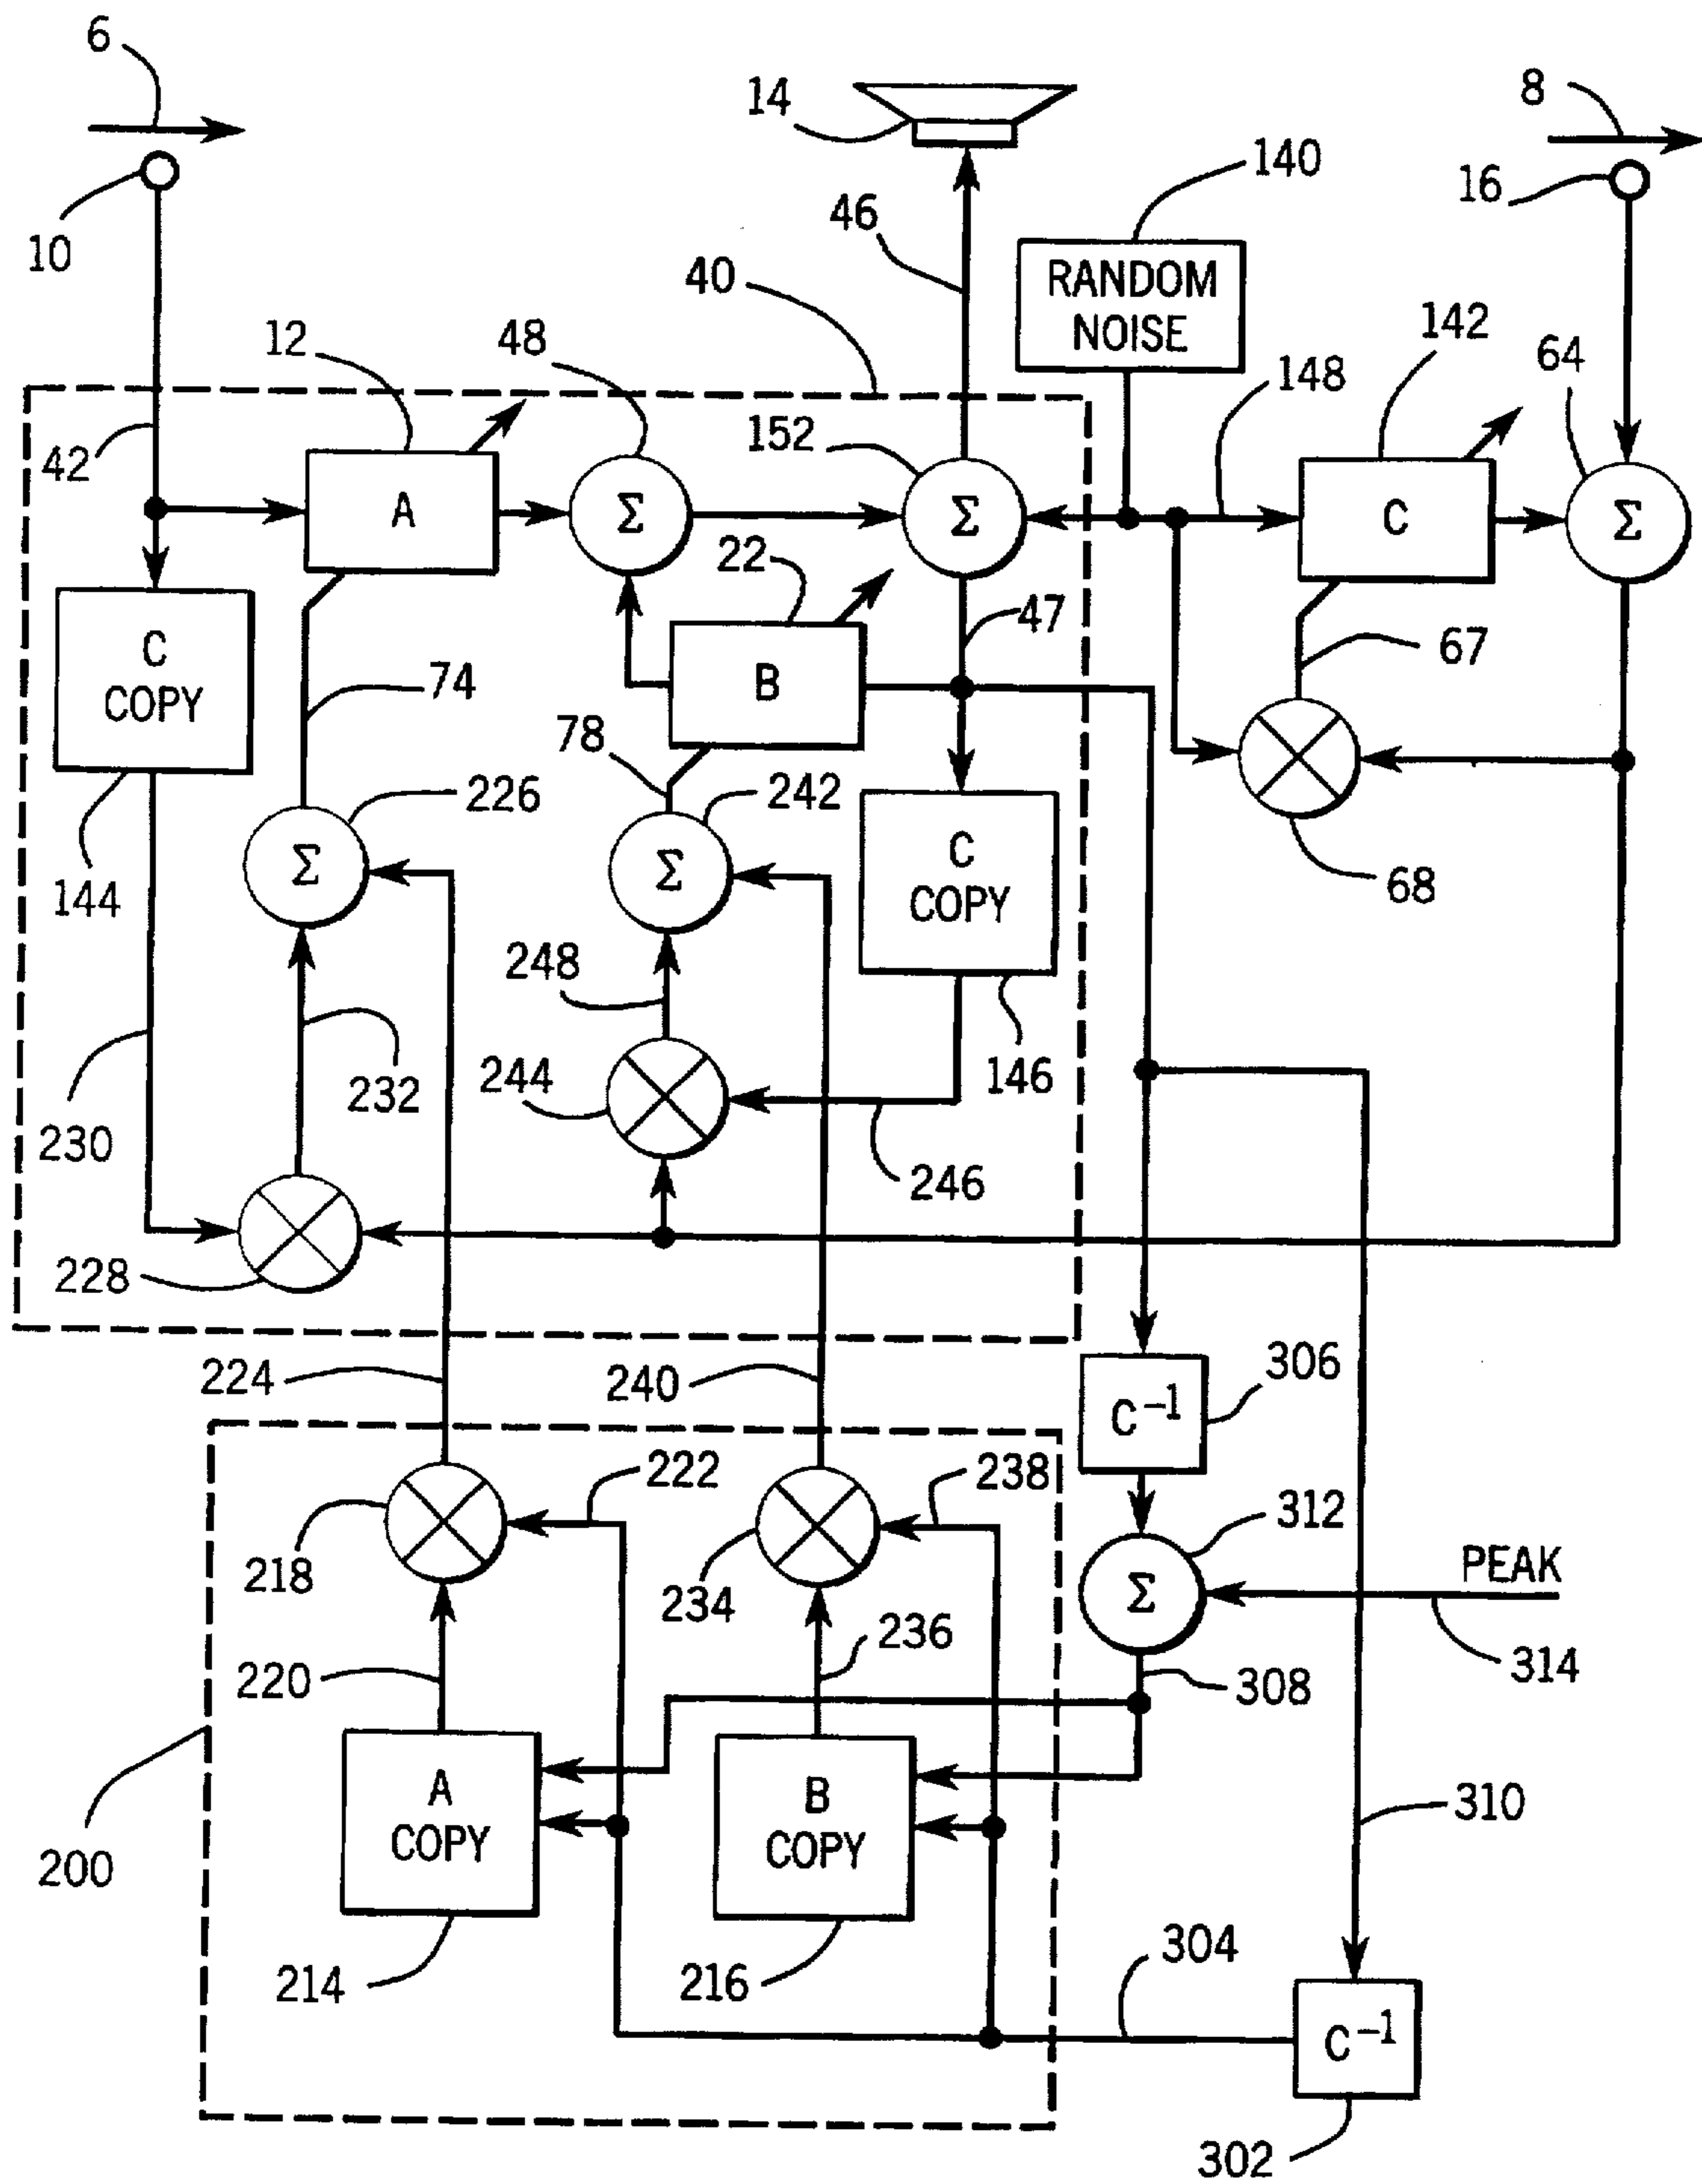 6
8
14
140
16
10
46
40
RANDOM
NOISE
12
48
142
64
148
152
42
A
Σ
Σ
C
Σ
22
47
C
COPY
74
B
67
78
226
242
144
Σ
Σ
C
COPY
68
248
232
244
146
230
246
228
224
240
306
C⁻¹
222
238
312
218
234
PEAK
Σ
236
220
308
314
A
COPY
B
COPY
310
200
304
214
216
C⁻¹
302